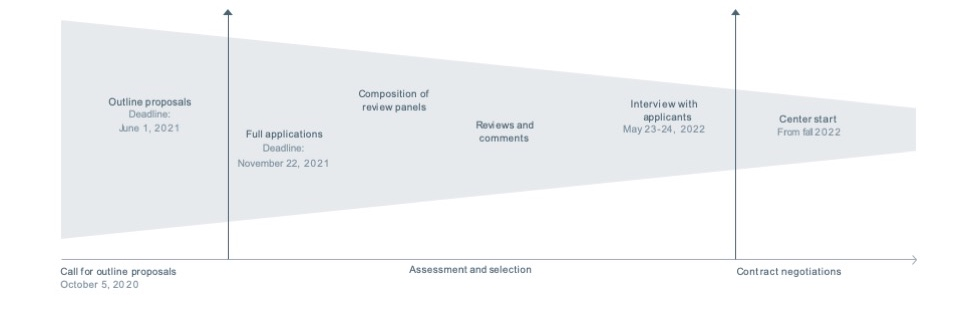 Outline proposals
Deadline:
June 1, 2021
Full applications
Deadline:
November 22, 2021
Composition of
review panels
Reviews and
comments
Interview with
applicants
May 23-24, 2022
Center start
From fall 2022
Call for outline proposals
October 5, 2020
Assessment and selection
Contract negotiations